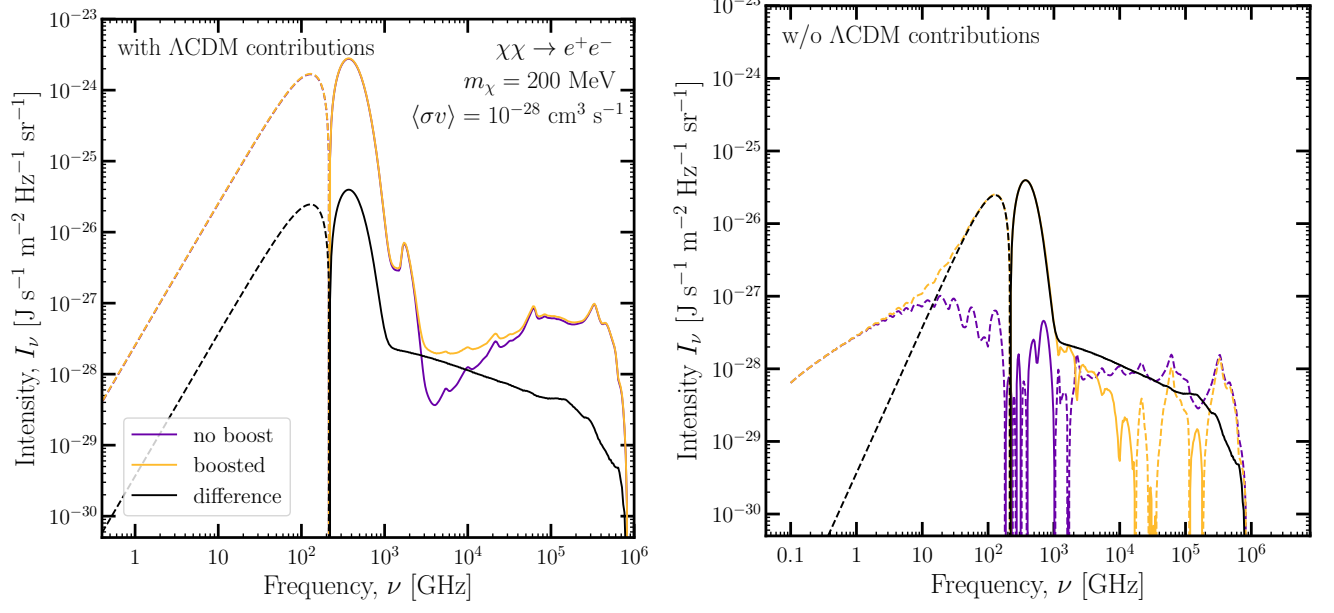 with ΛCDM contributions
χχ → e⁺e⁻
m_χ = 200 MeV
⟨σv⟩ = 10⁻²⁸ cm³ s⁻¹
Intensity, I_ν [J s⁻¹ m⁻² Hz⁻¹ sr⁻¹]
10⁻²³
10⁻²⁴
10⁻²⁵
10⁻²⁶
10⁻²⁷
10⁻²⁸
10⁻²⁹
10⁻³⁰
no boost
boosted
difference
1 10 10² 10³ 10⁴ 10⁵ 10⁶
Frequency, ν [GHz]
w/o ΛCDM contributions
Intensity I_ν [J s⁻¹ m⁻² Hz⁻¹ sr⁻¹]
10⁻²³
10⁻²⁴
10⁻²⁵
10⁻²⁶
10⁻²⁷
10⁻²⁸
10⁻²⁹
10⁻³⁰
0.1 1 10 10² 10³ 10⁴ 10⁵ 10⁶
Frequency, ν [GHz]